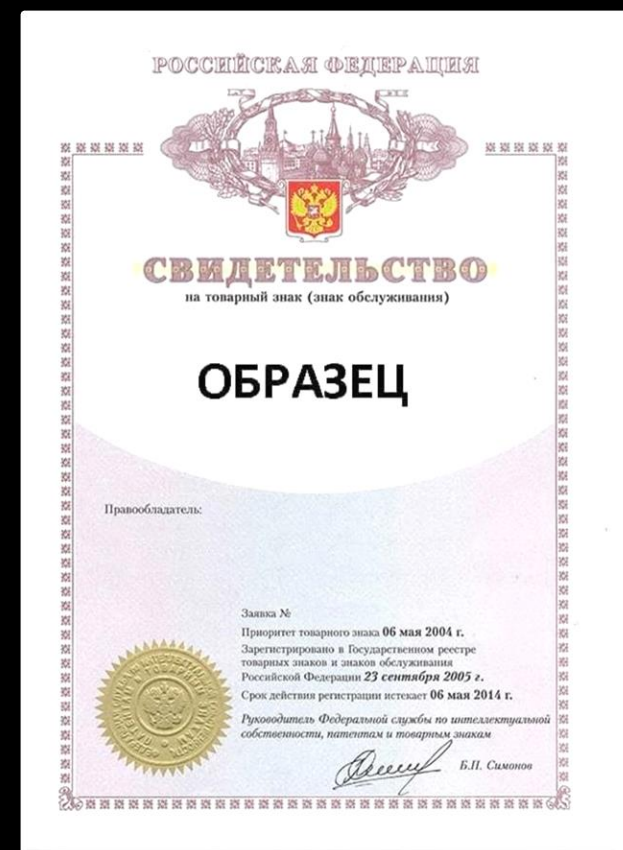 РОССИЙСКАЯ ФЕДЕРАЦИЯ
СВИДЕТЕЛЬСТВО
на товарный знак (знак обслуживания)
ОБРАЗЕЦ
Правообладатель:
Заявка №
Приоритет товарного знака 06 мая 2004 г.
Зарегистрировано в Государственном реестре
товарных знаков и знаков обслуживания
Российской Федерации 23 сентября 2005 г.
Срок действия регистрации истекает 06 мая 2014 г.
Руководитель Федеральной службы по интеллектуальной
собственности, патентам и товарным знакам
Б.П. Симонов